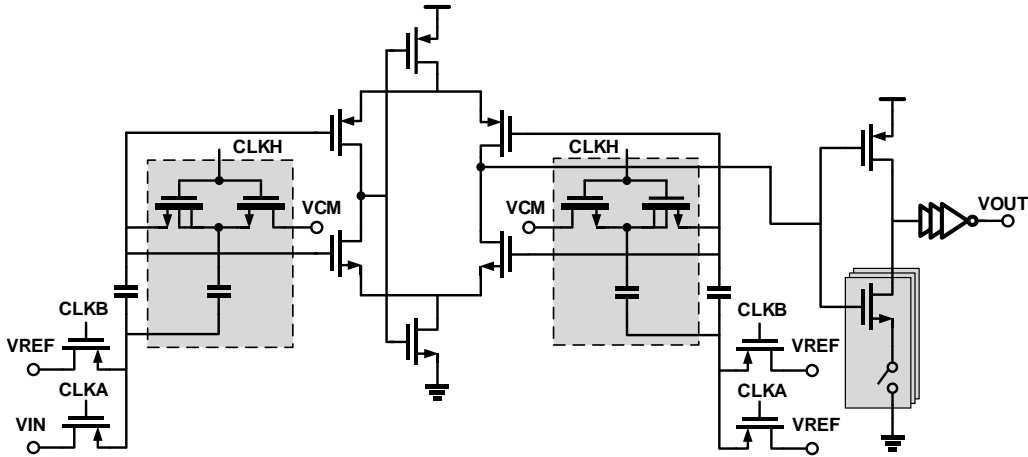 CLKH
CLKH
VCM
VCM
VOUT
CLKB
CLKB
VREF
VREF
CLKA
CLKA
VIN
VREF